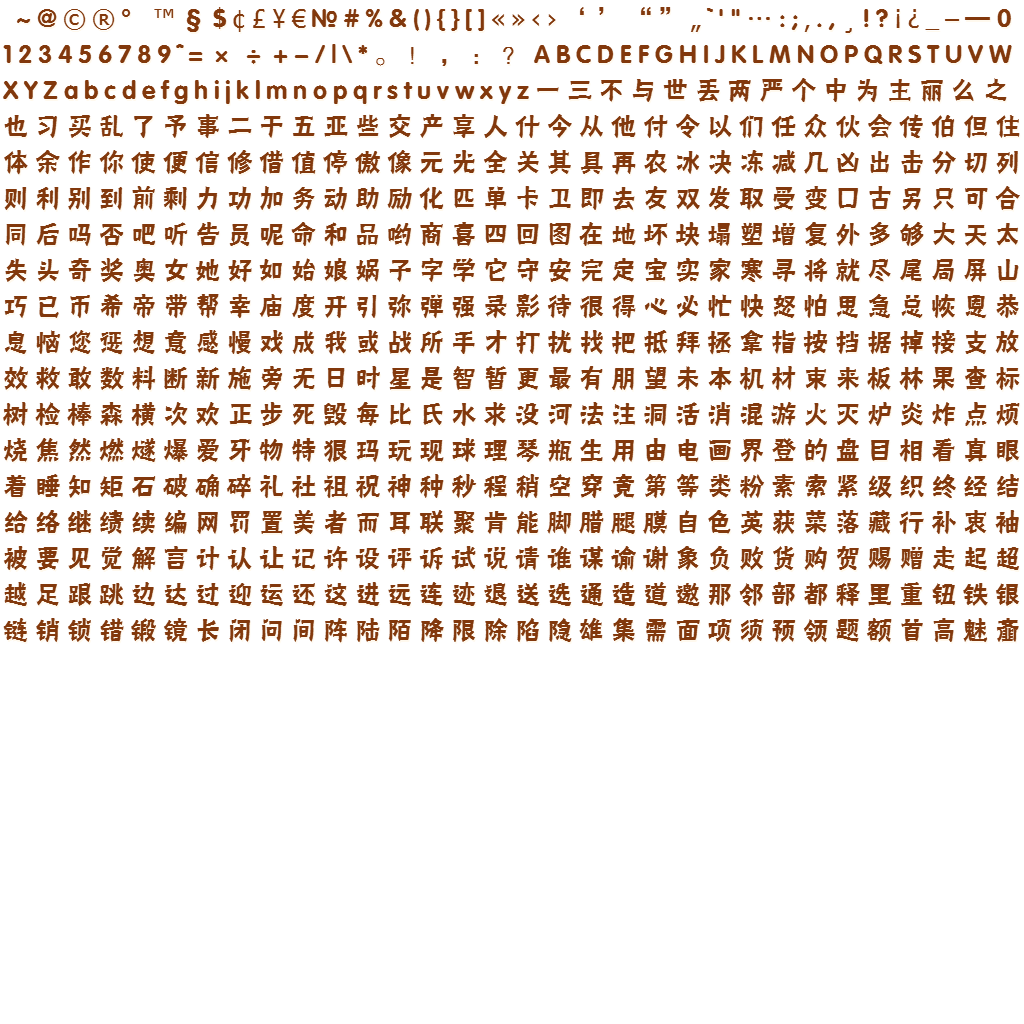 ~@©®° ™§$¢£¥€№#%&(){}[]«»‹› ‘’ “” „`'"…:;,.,¸!?¡¿_–—0
123456789ˆ=× ÷+−/|\*。！，：？ABCDEFGHIJKLMNOPQRSTUVW
XYZabcdefghijklmnopqrstuvwxyz一三不与世丢两严个中为主丽么之
也习买乱了予事二干五亚些交产享人什今从他付令以们任众伙会传伯但住
体余作你使便信修借值停傲像元光全关其具再农冰决冻减几凶出击分切列
则利别到前剩力功加务动助励化匹单卡卫即去友双发取受变口古另只可合
同后吗否吧听告员呢命和品哟商喜四回图在地坏块塌塑增复外多够大天太
失头奇奖奥女她好如始娘娲子字学它守安完定宝实家寒寻将就尽尾局屏山
巧已币希帝带帮幸庙度开引弥弹强录影待很得心必忙快怒怕思急总恢恩恭
息恼您惩想意感慢戏成我或战所手才打扰找把抵拜拯拿指按挡据掉接支放
效救敢数料断新施旁无日时星是智暂更最有朋望未本机材束来板林果查标
树检棒森横次欢正步死毁每比氏水求没河法注洞活消混游火灭炉炎炸点烦
烧焦然燃燧爆爱牙物特狠玛玩现球理琴瓶生用由电画界登的盘目相看真眼
着睡知矩石破确碎礼社祖祝神种秒程稍空穿竟第等类粉素索紧级织终经结
给络继绩续编网罚置美者而耳联聚肯能脚腊腿膜自色英获菜落藏行补衷袖
被要见觉解言计认让记许设评诉试说请谁谋谕谢象负败货购贺赐赠走起超
越足跟跳边达过迎运还这进远连迹退送选通造道邀那邻部都释里重钮铁银
链销锁错锻镜长闭问间阵陆陌降限除陷隐雄集需面项须预领题额首高魅齑